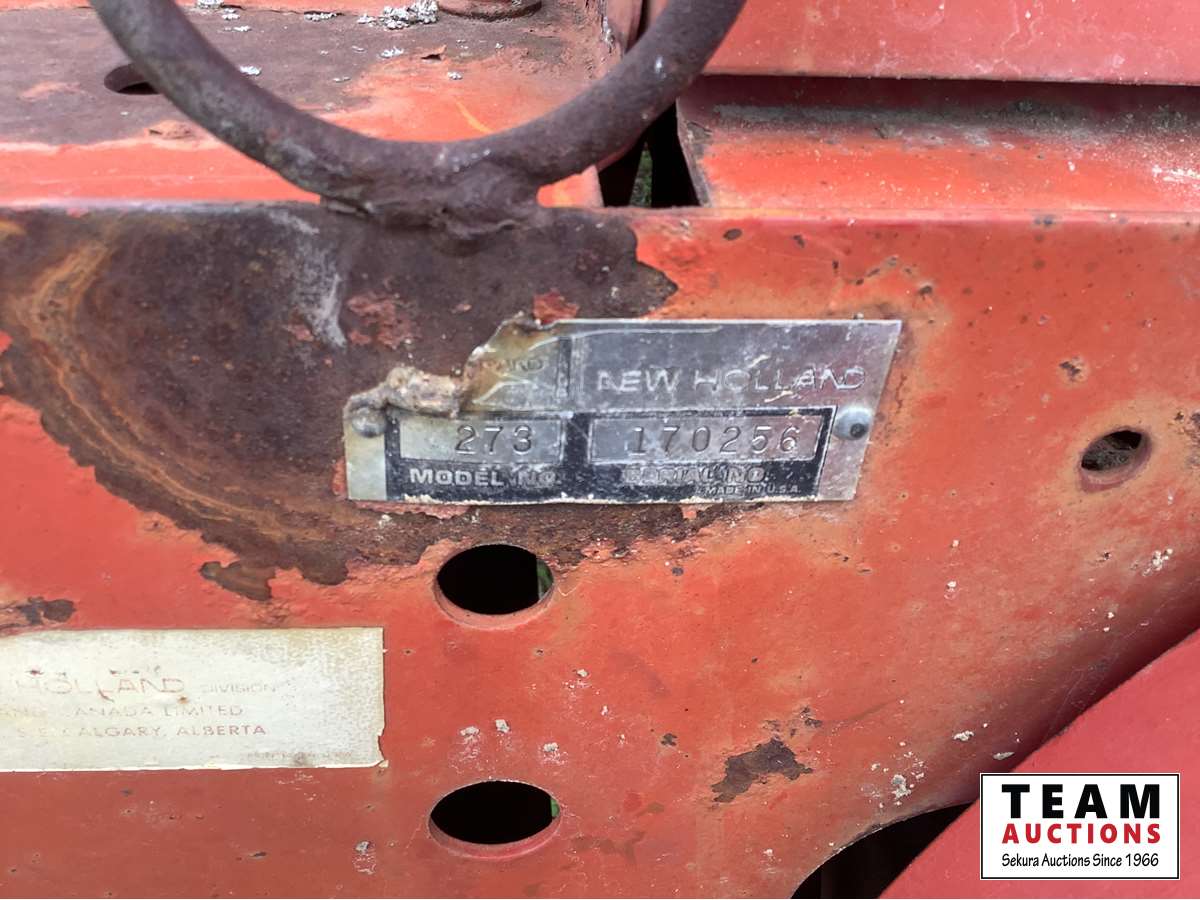 NEW HOLLAND
273 170256
MODEL NO. SERIAL NO.
MADE IN U.S.A.
HOLLAND DIVISION
CANADA LIMITED
CALGARY, ALBERTA
TEAM
AUCTIONS
Sekura Auctions Since 1966